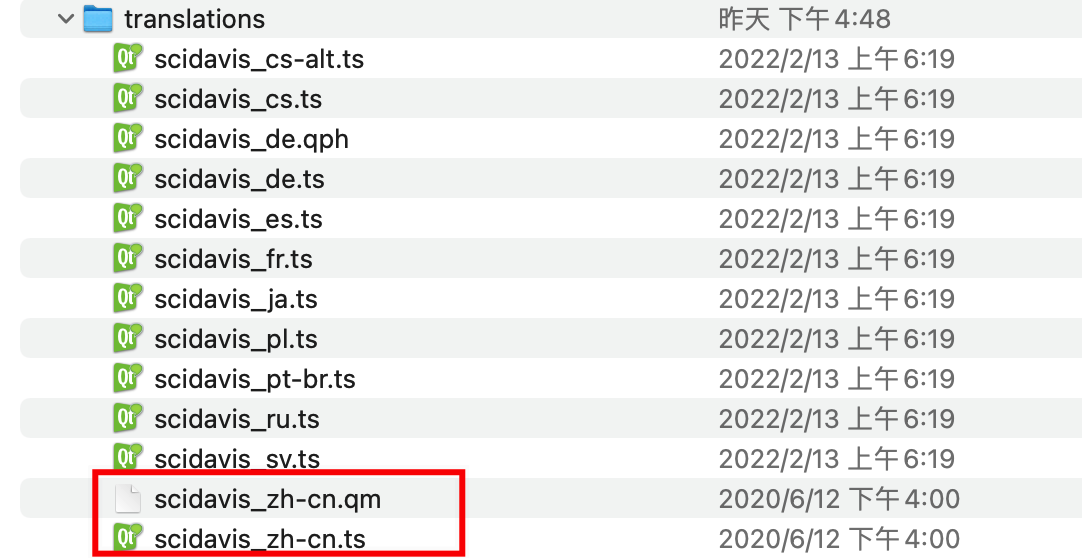 translations 昨天 下午4:48
scidavis_cs-alt.ts 2022/2/13 上午6:19
scidavis_cs.ts 2022/2/13 上午6:19
scidavis_de.qph 2022/2/13 上午6:19
scidavis_de.ts 2022/2/13 上午6:19
scidavis_es.ts 2022/2/13 上午6:19
scidavis_fr.ts 2022/2/13 上午6:19
scidavis_ja.ts 2022/2/13 上午6:19
scidavis_pl.ts 2022/2/13 上午6:19
scidavis_pt-br.ts 2022/2/13 上午6:19
scidavis_ru.ts 2022/2/13 上午6:19
scidavis_sv.ts 2022/2/13 上午6:19
scidavis_zh-cn.qm 2020/6/12 下午4:00
scidavis_zh-cn.ts 2020/6/12 下午4:00